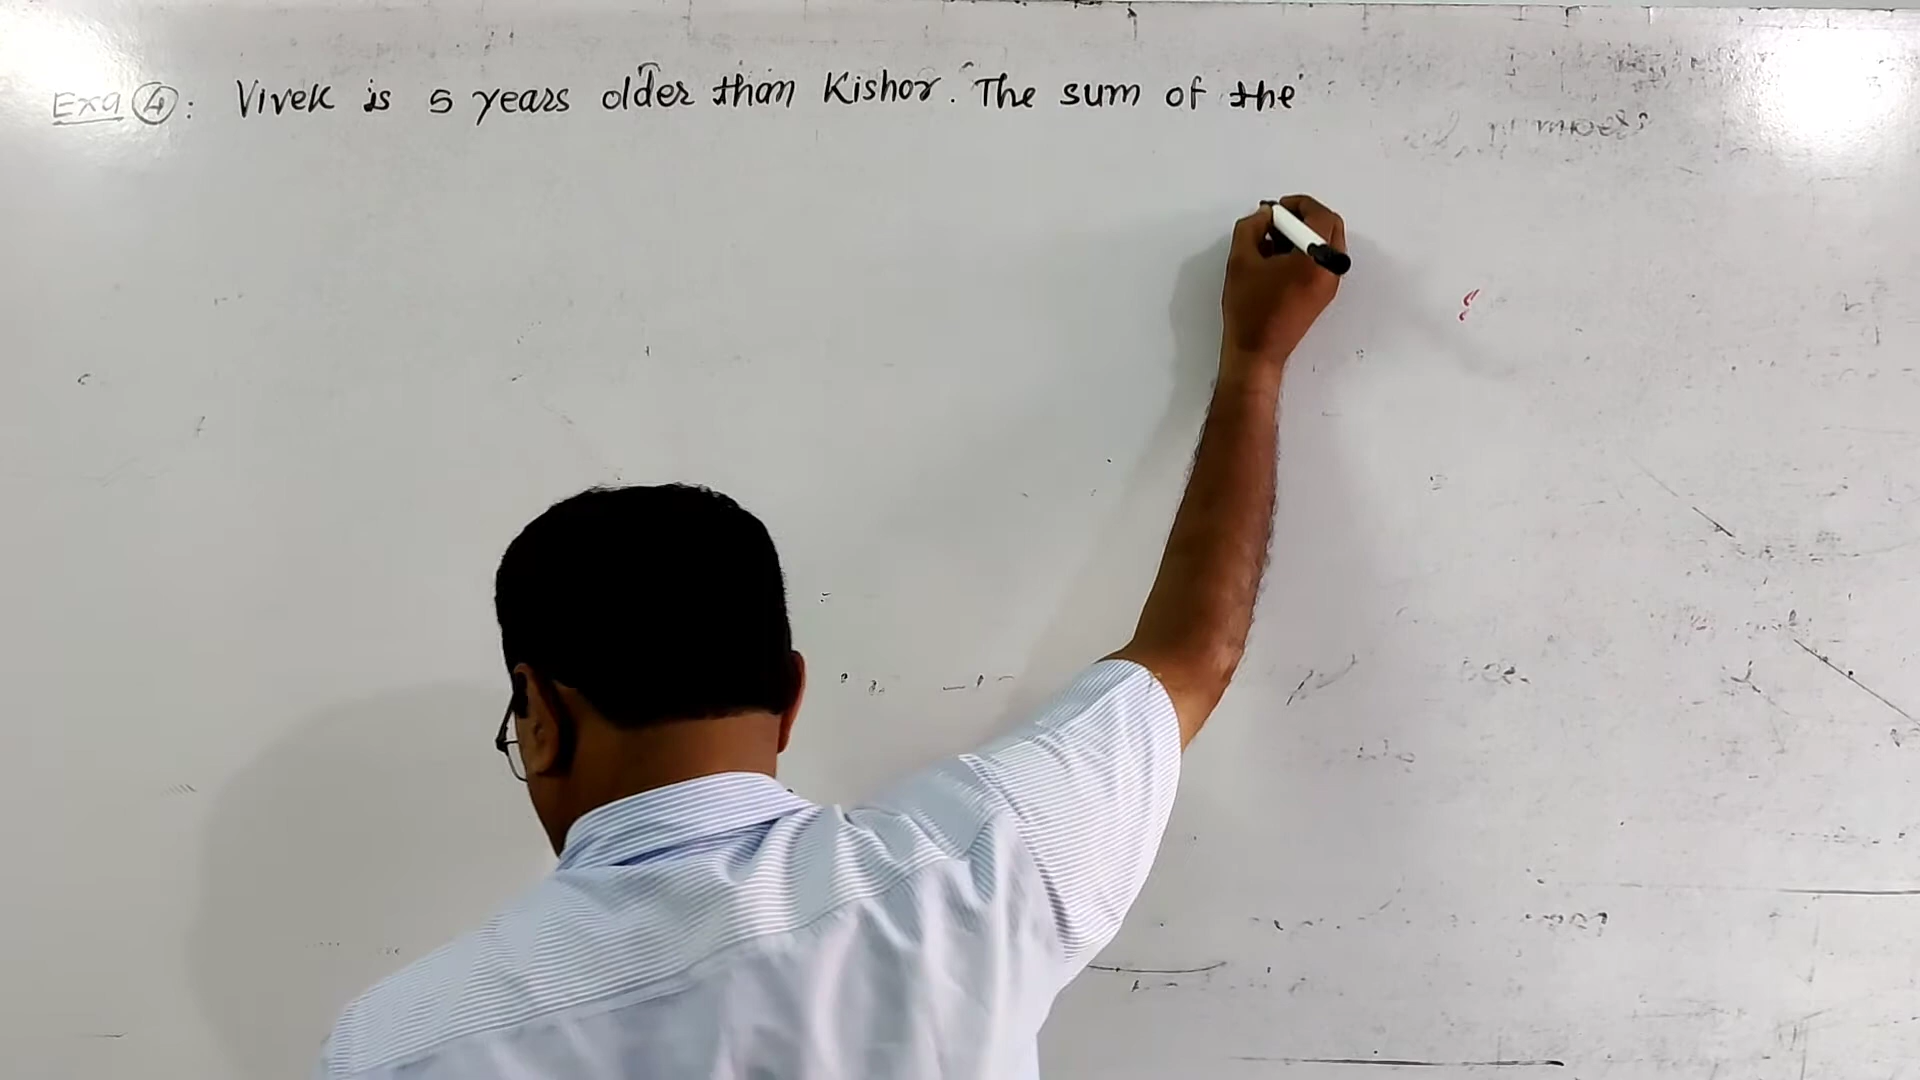 Exa 4: Vivek is 5 years older than Kishor. The sum of the